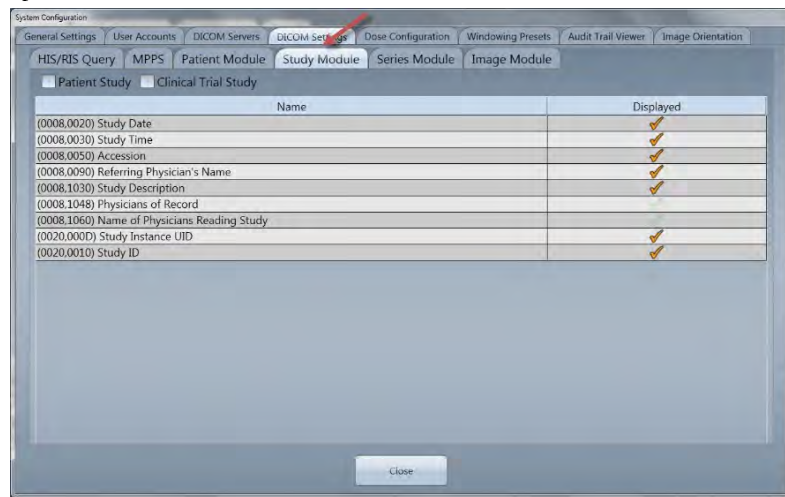 System Configuration
General Settings User Accounts DICOM Servers DICOM Settings Dose Configuration Windowing Presets Audit Trail Viewer Image Orientation
HIS/RIS Query MPPS Patient Module Study Module Series Module Image Module
Patient Study Clinical Trial Study
Name Displayed
(0008,0020) Study Date
(0008,0030) Study Time
(0008,0050) Accession
(0008,0090) Referring Physician's Name
(0008,1030) Study Description
(0008,1048) Physicians of Record
(0008,1060) Name of Physicians Reading Study
(0020,000D) Study Instance UID
(0020,0010) Study ID
Close